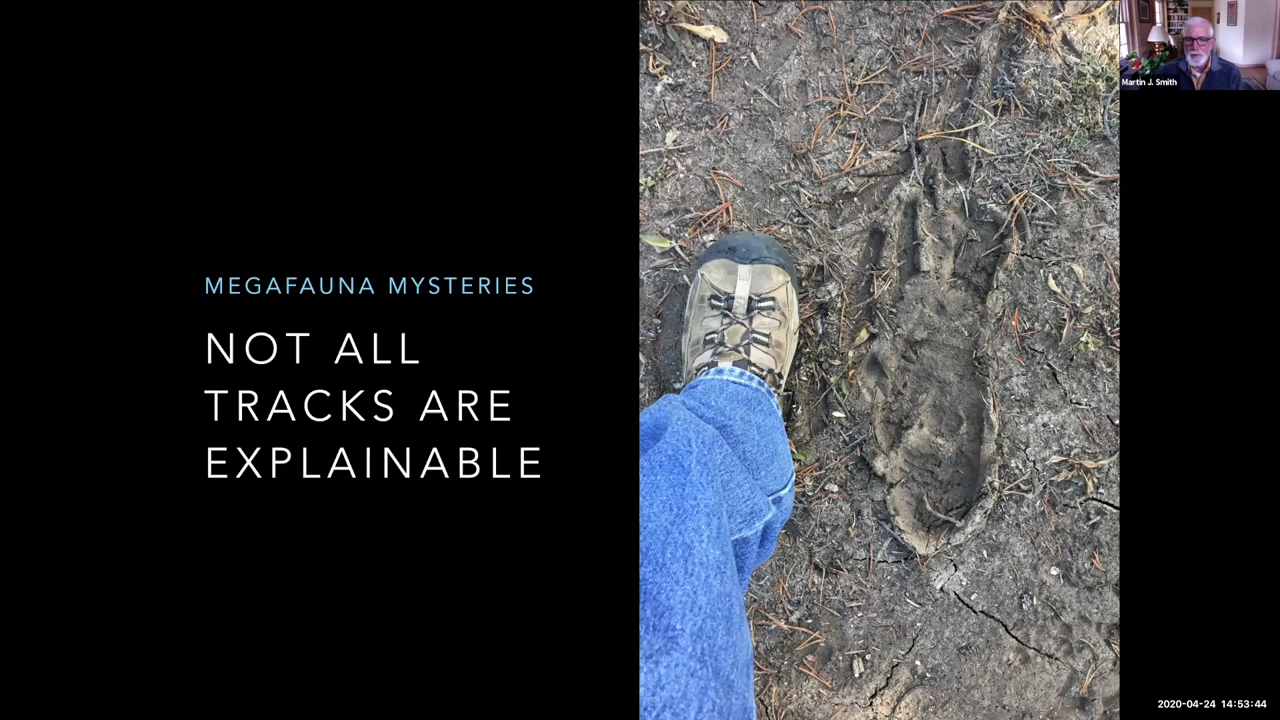 MEGAFAUNA MYSTERIES
NOT ALL
TRACKS ARE
EXPLAINABLE
Martin J. Smith
2020-04-24 14:53:44